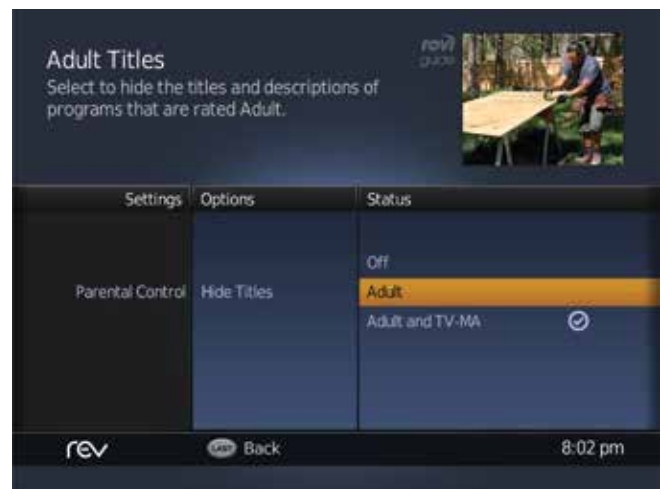 Adult Titles
Select to hide the titles and descriptions of
programs that are rated Adult.
rovi
guide
Settings Options Status
Off
Parental Control Hide Titles Adult
Adult and TV-MA
rev LAST Back 8:02 pm